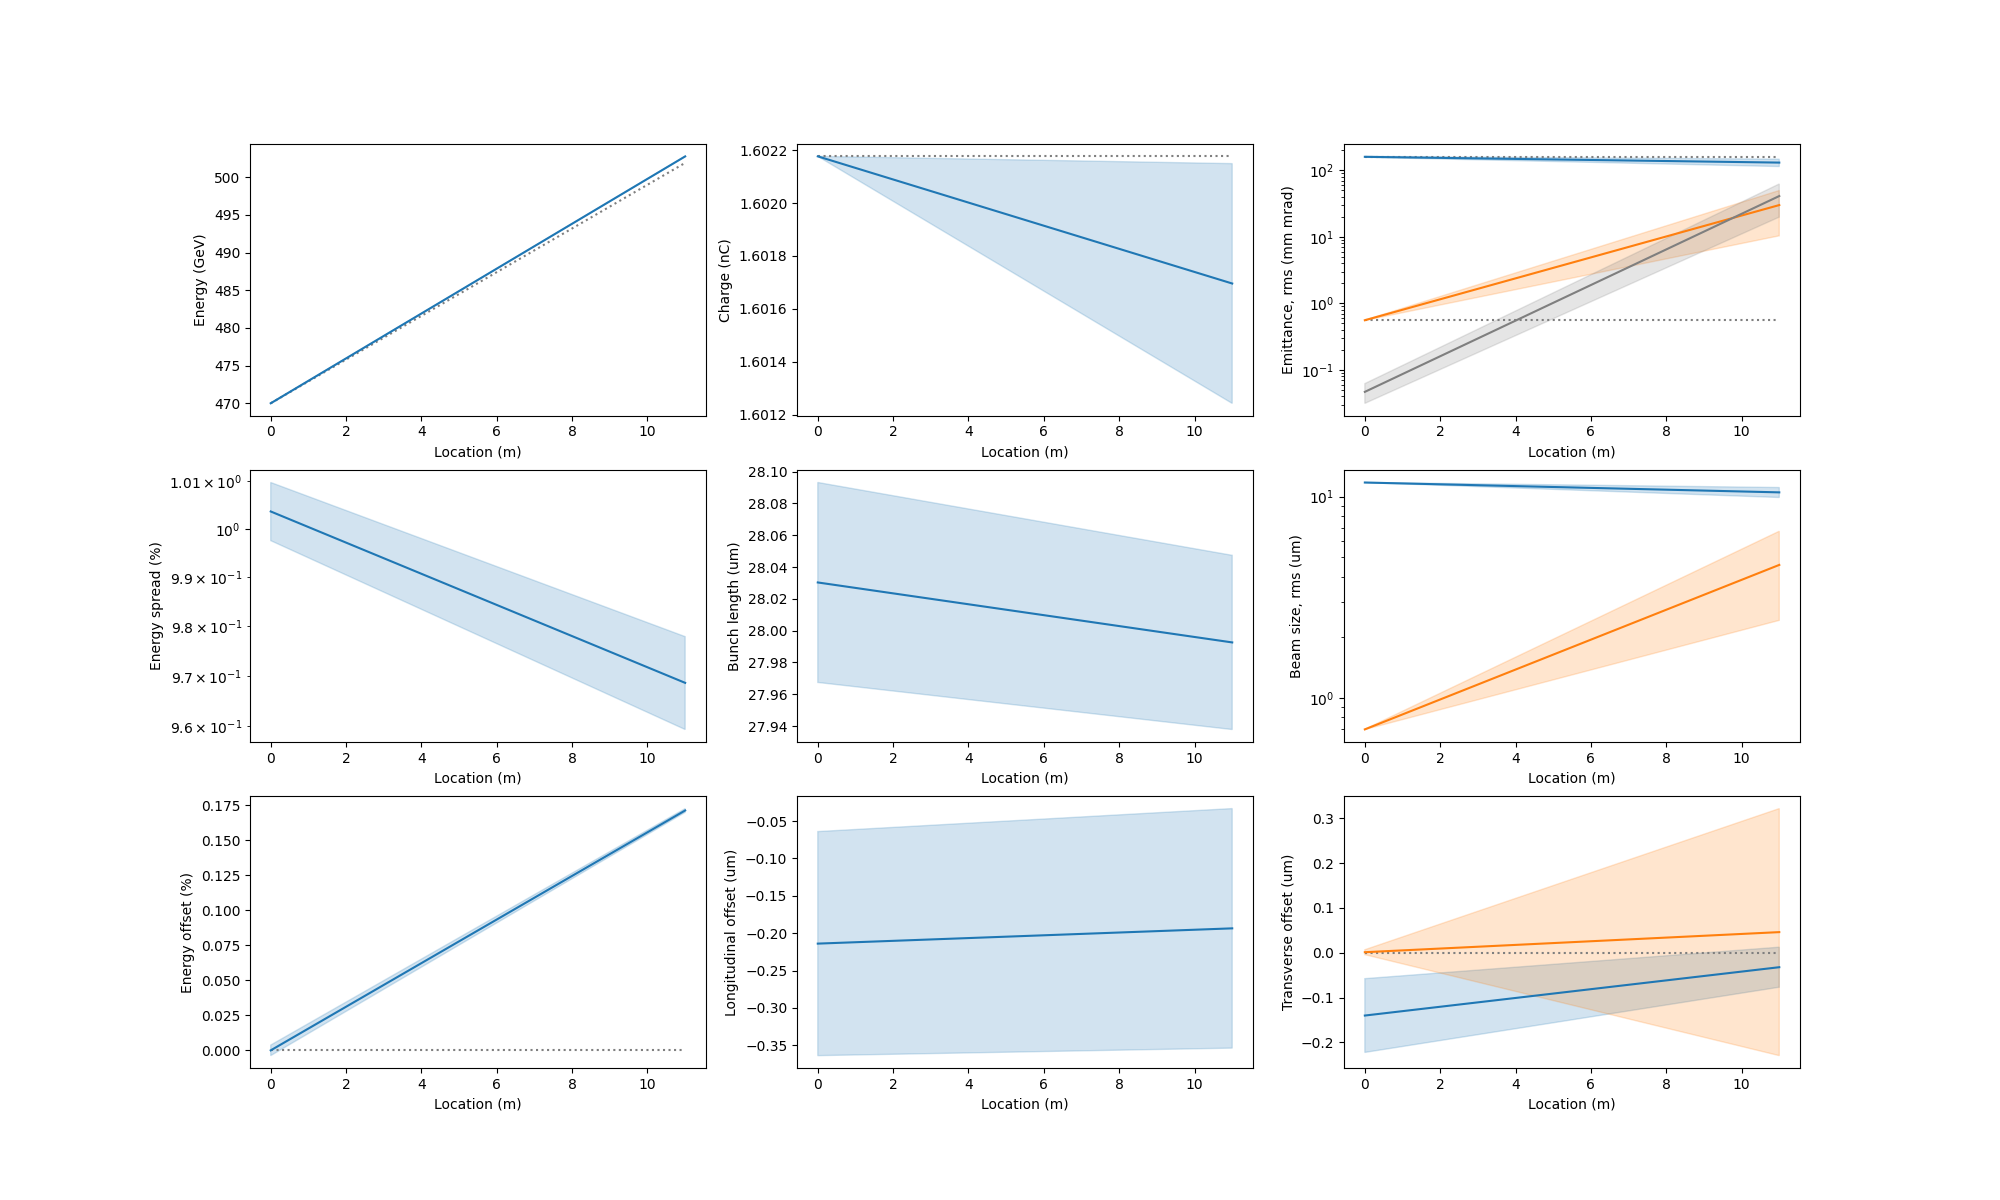 500
495
490
485
480
475
470
Energy (GeV)
0 2 4 6 8 10
Location (m)
1.6022
1.6020
1.6018
1.6016
1.6014
1.6012
Charge (nC)
0 2 4 6 8 10
Location (m)
10²
10¹
10⁰
10⁻¹
Emittance, rms (mm mrad)
0 2 4 6 8 10
Location (m)
1.01 × 10⁰
10⁰
9.9 × 10⁻¹
9.8 × 10⁻¹
9.7 × 10⁻¹
9.6 × 10⁻¹
Energy spread (%)
0 2 4 6 8 10
Location (m)
28.10
28.08
28.06
28.04
28.02
28.00
27.98
27.96
27.94
Bunch length (um)
0 2 4 6 8 10
Location (m)
10¹
10⁰
Beam size, rms (um)
0 2 4 6 8 10
Location (m)
0.175
0.150
0.125
0.100
0.075
0.050
0.025
0.000
Energy offset (%)
0 2 4 6 8 10
Location (m)
−0.05
−0.10
−0.15
−0.20
−0.25
−0.30
−0.35
Longitudinal offset (um)
0 2 4 6 8 10
Location (m)
0.3
0.2
0.1
0.0
−0.1
−0.2
Transverse offset (um)
0 2 4 6 8 10
Location (m)